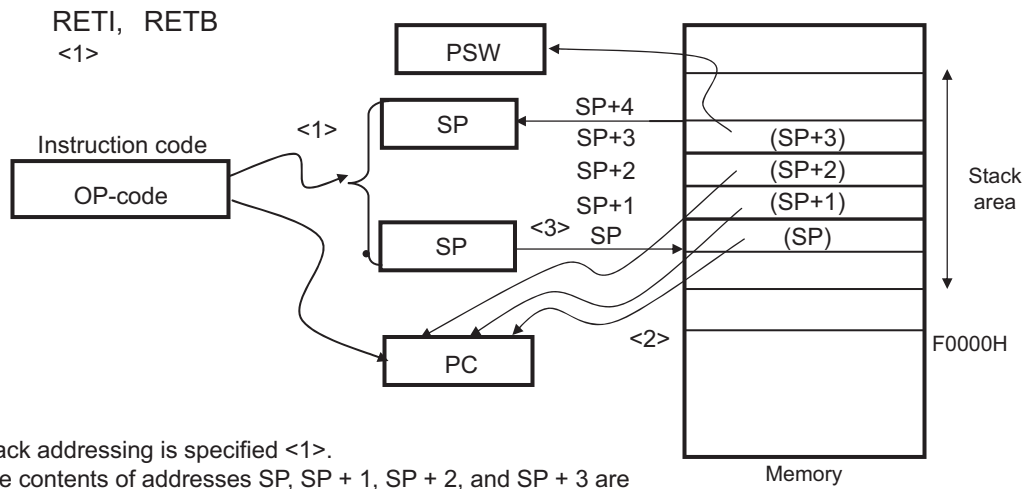 RETI, RETB
<1>
PSW
SP+4
<1>
SP
SP+3
(SP+3)
Instruction code
SP+2
(SP+2)
Stack
area
OP-code
SP+1
(SP+1)
<3>
SP
SP
(SP)
<2>
F0000H
PC
ack addressing is specified <1>.
Memory
e contents of addresses SP, SP + 1, SP + 2, and SP + 3 are